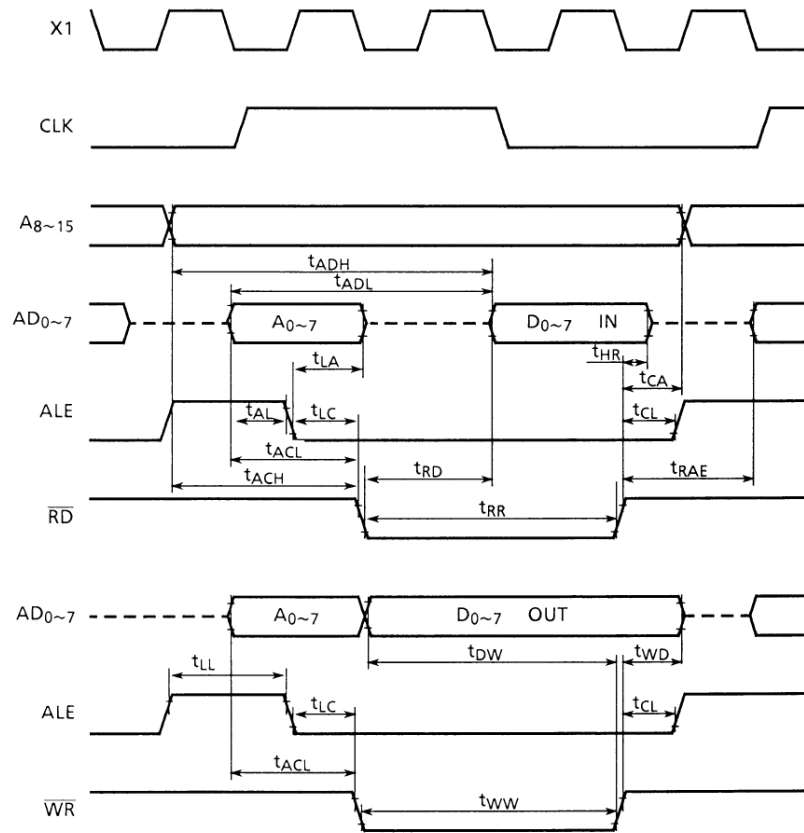 X1
CLK
A8~15
tADH
tADL
AD0~7
A0~7
D0~7 IN
tLA
tHR
tCA
ALE
tAL
tLC
tCL
tACL
tRD
tRAE
tACH
tRR
RD
AD0~7
A0~7
D0~7 OUT
tLL
tDW
tWD
ALE
tLC
tCL
tACL
WR
tWW